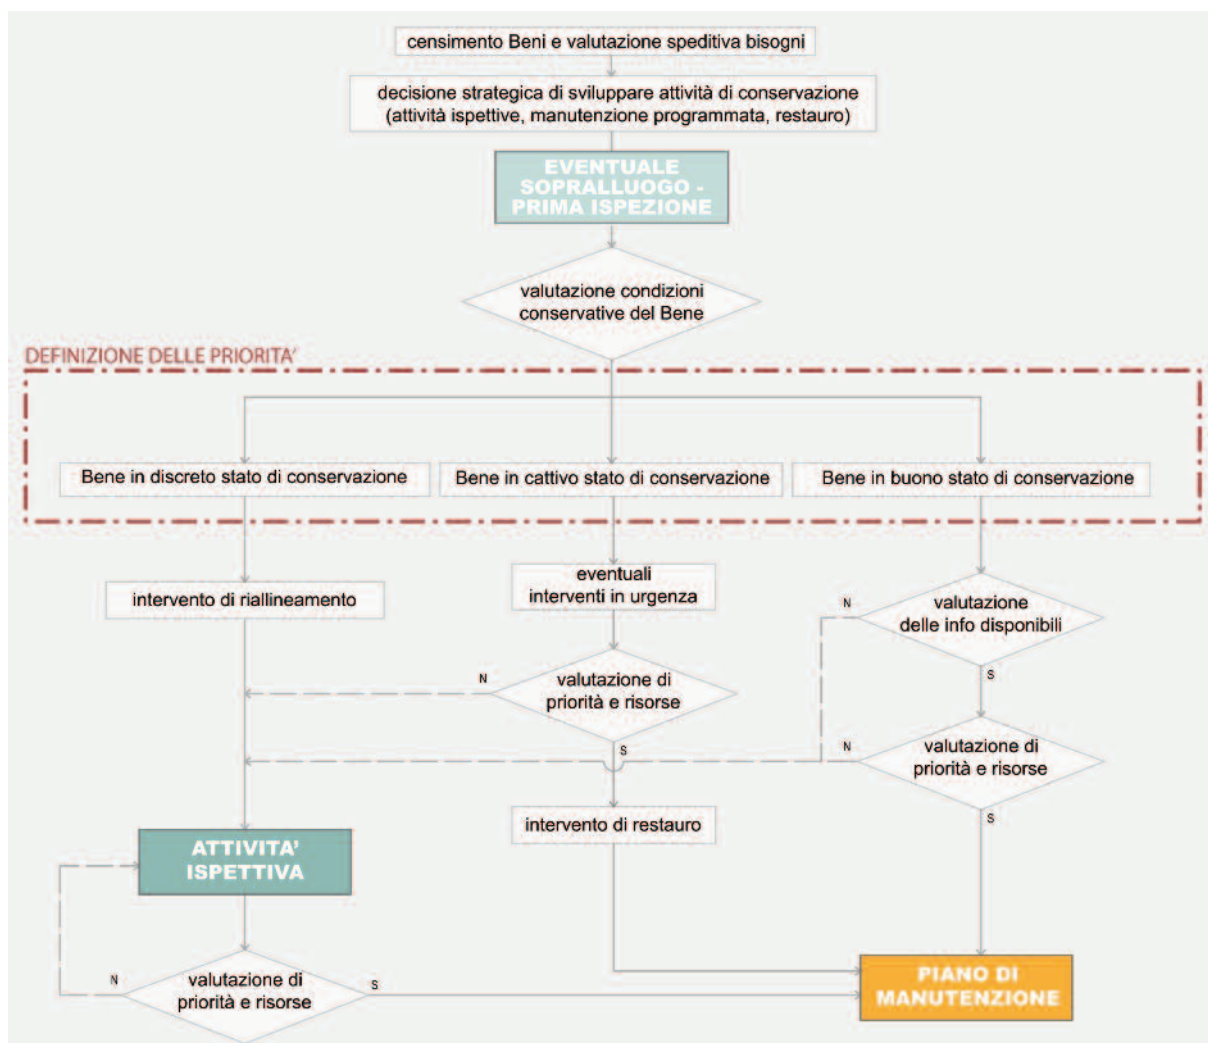 censimento Beni e valutazione speditiva bisogni
decisione strategica di sviluppare attività di conservazione
(attività ispettive, manutenzione programmata, restauro)
EVENTUALE
SOPRALLUOGO -
PRIMA ISPEZIONE
valutazione condizioni
conservative del Bene
DEFINIZIONE DELLE PRIORITA'
Bene in discreto stato di conservazione
Bene in cattivo stato di conservazione
Bene in buono stato di conservazione
intervento di riallineamento
eventuali
interventi in urgenza
N
valutazione
delle info disponibili
S
N
valutazione di
priorità e risorse
S
N
valutazione di
priorità e risorse
S
intervento di restauro
ATTIVITA'
ISPETTIVA
N
valutazione di
priorità e risorse
S
PIANO DI
MANUTENZIONE